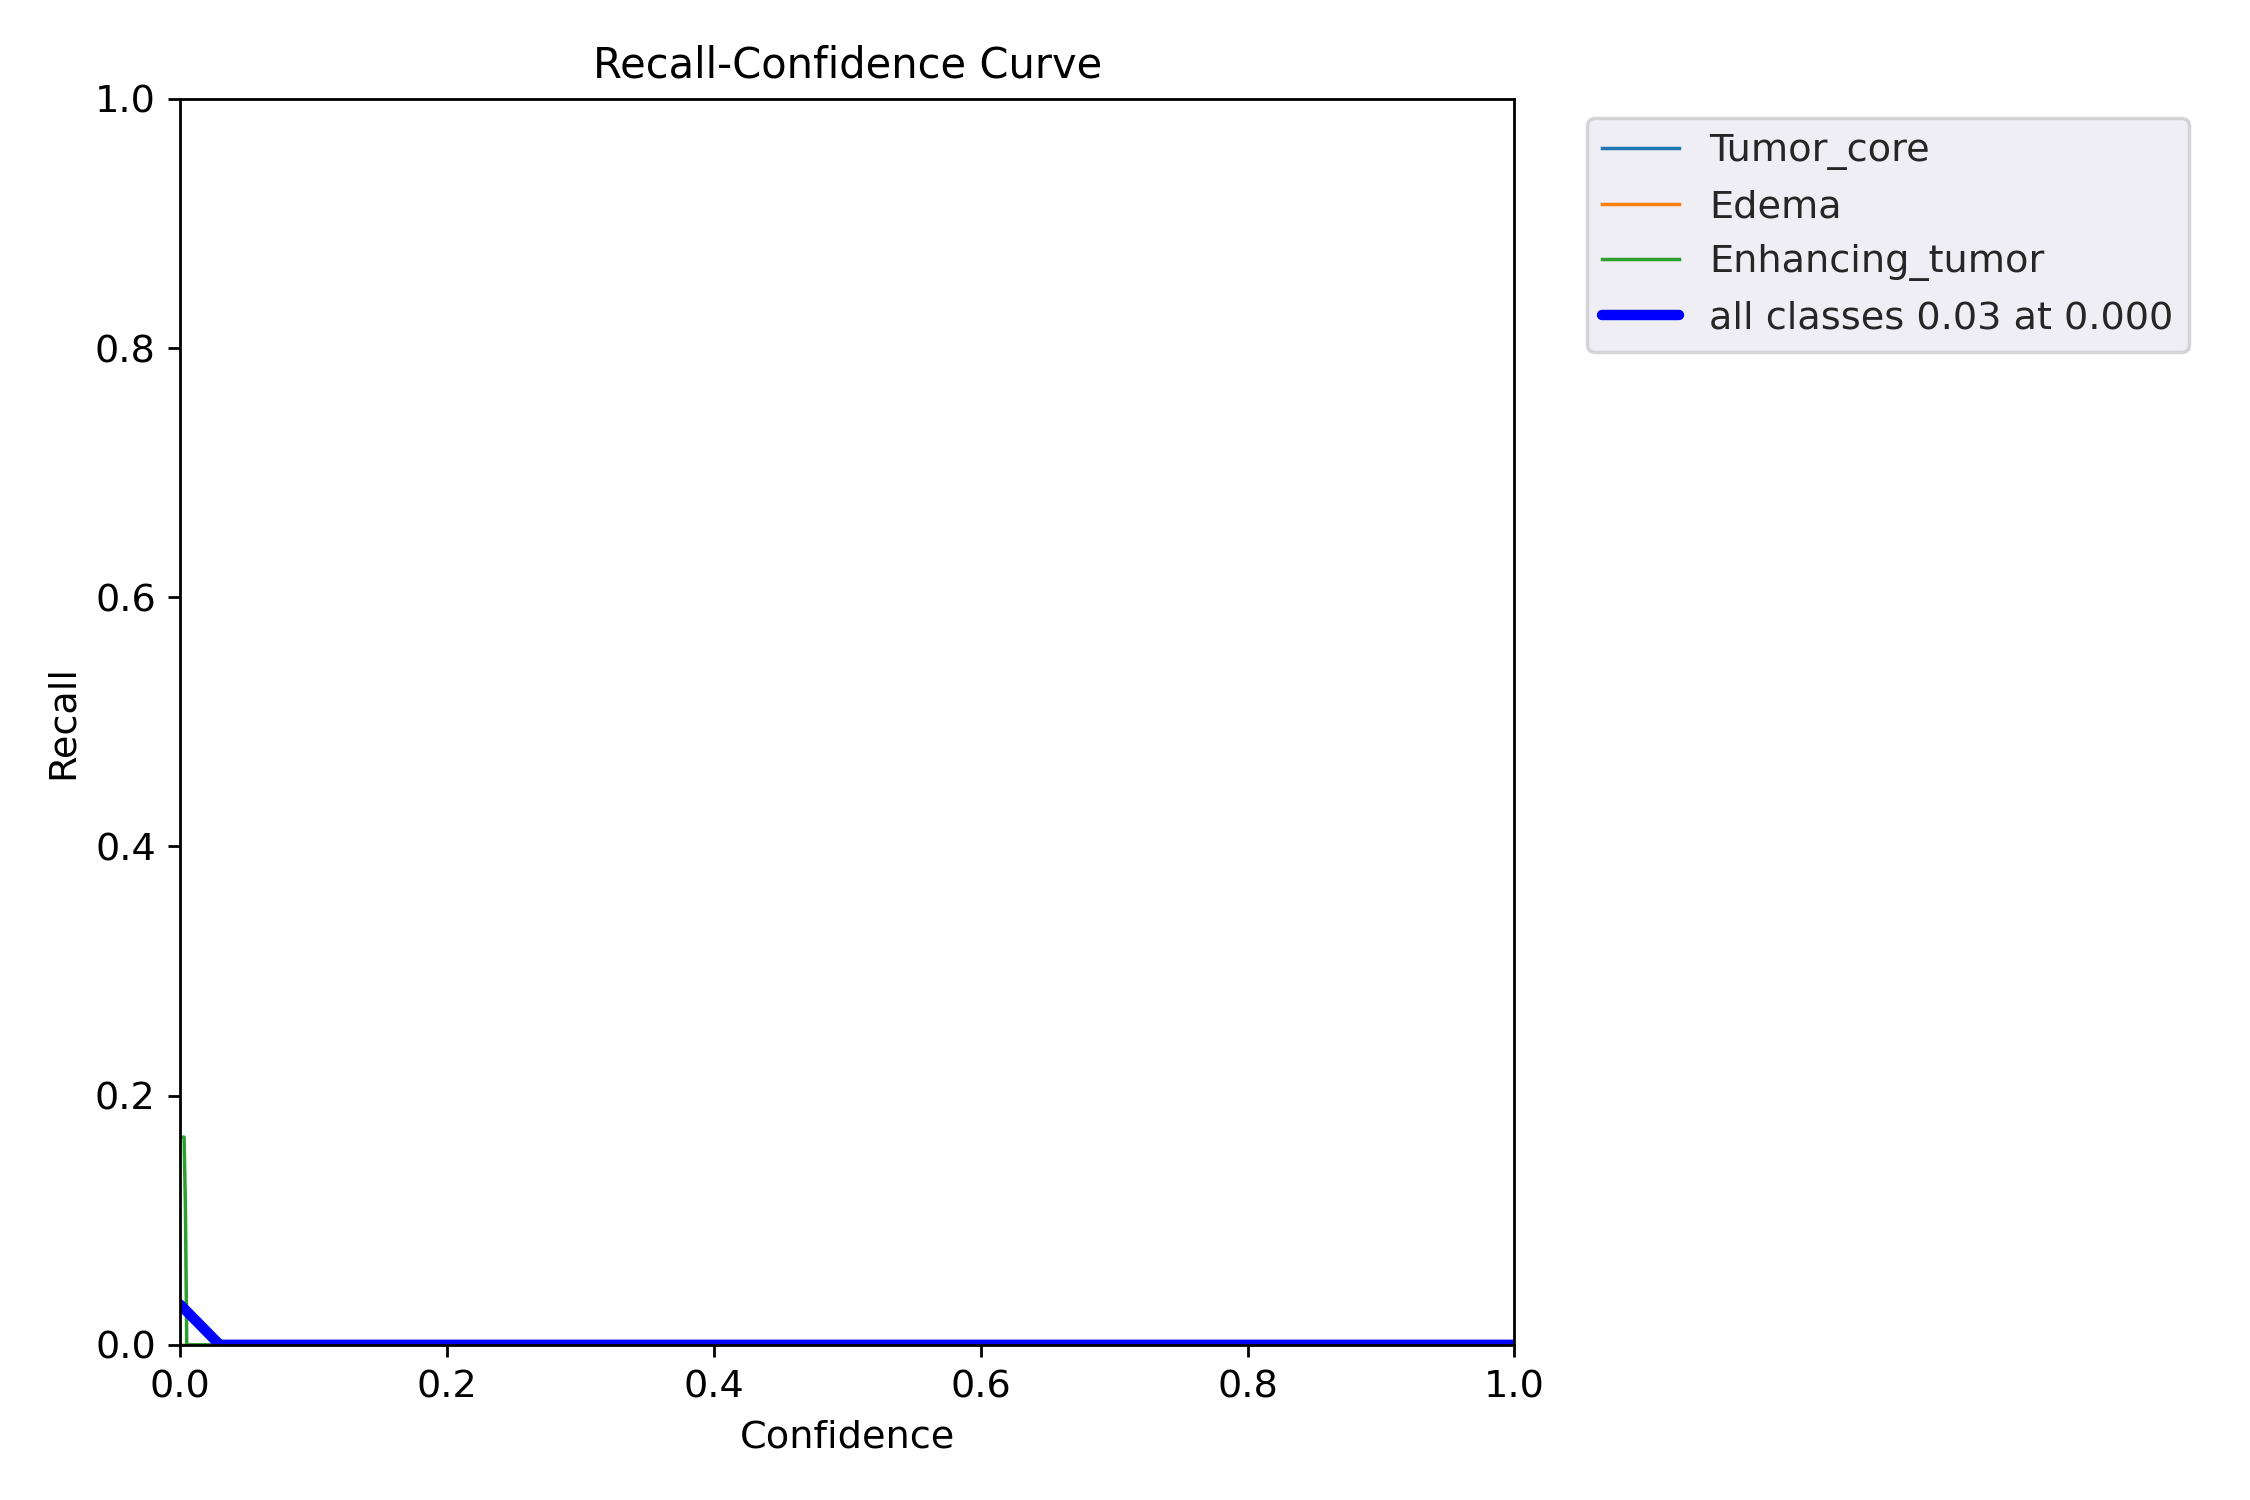 Recall-Confidence Curve
1.0
0.8
0.6
0.4
0.2
0.0
Recall
0.0 0.2 0.4 0.6 0.8 1.0
Confidence
Tumor_core
Edema
Enhancing_tumor
all classes 0.03 at 0.000